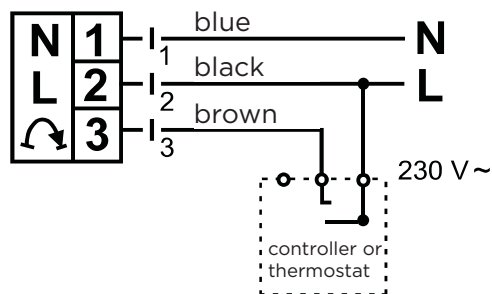 N 1 1 blue N
L 2 2 black L
3 3 brown
230 V ~
controller or
thermostat